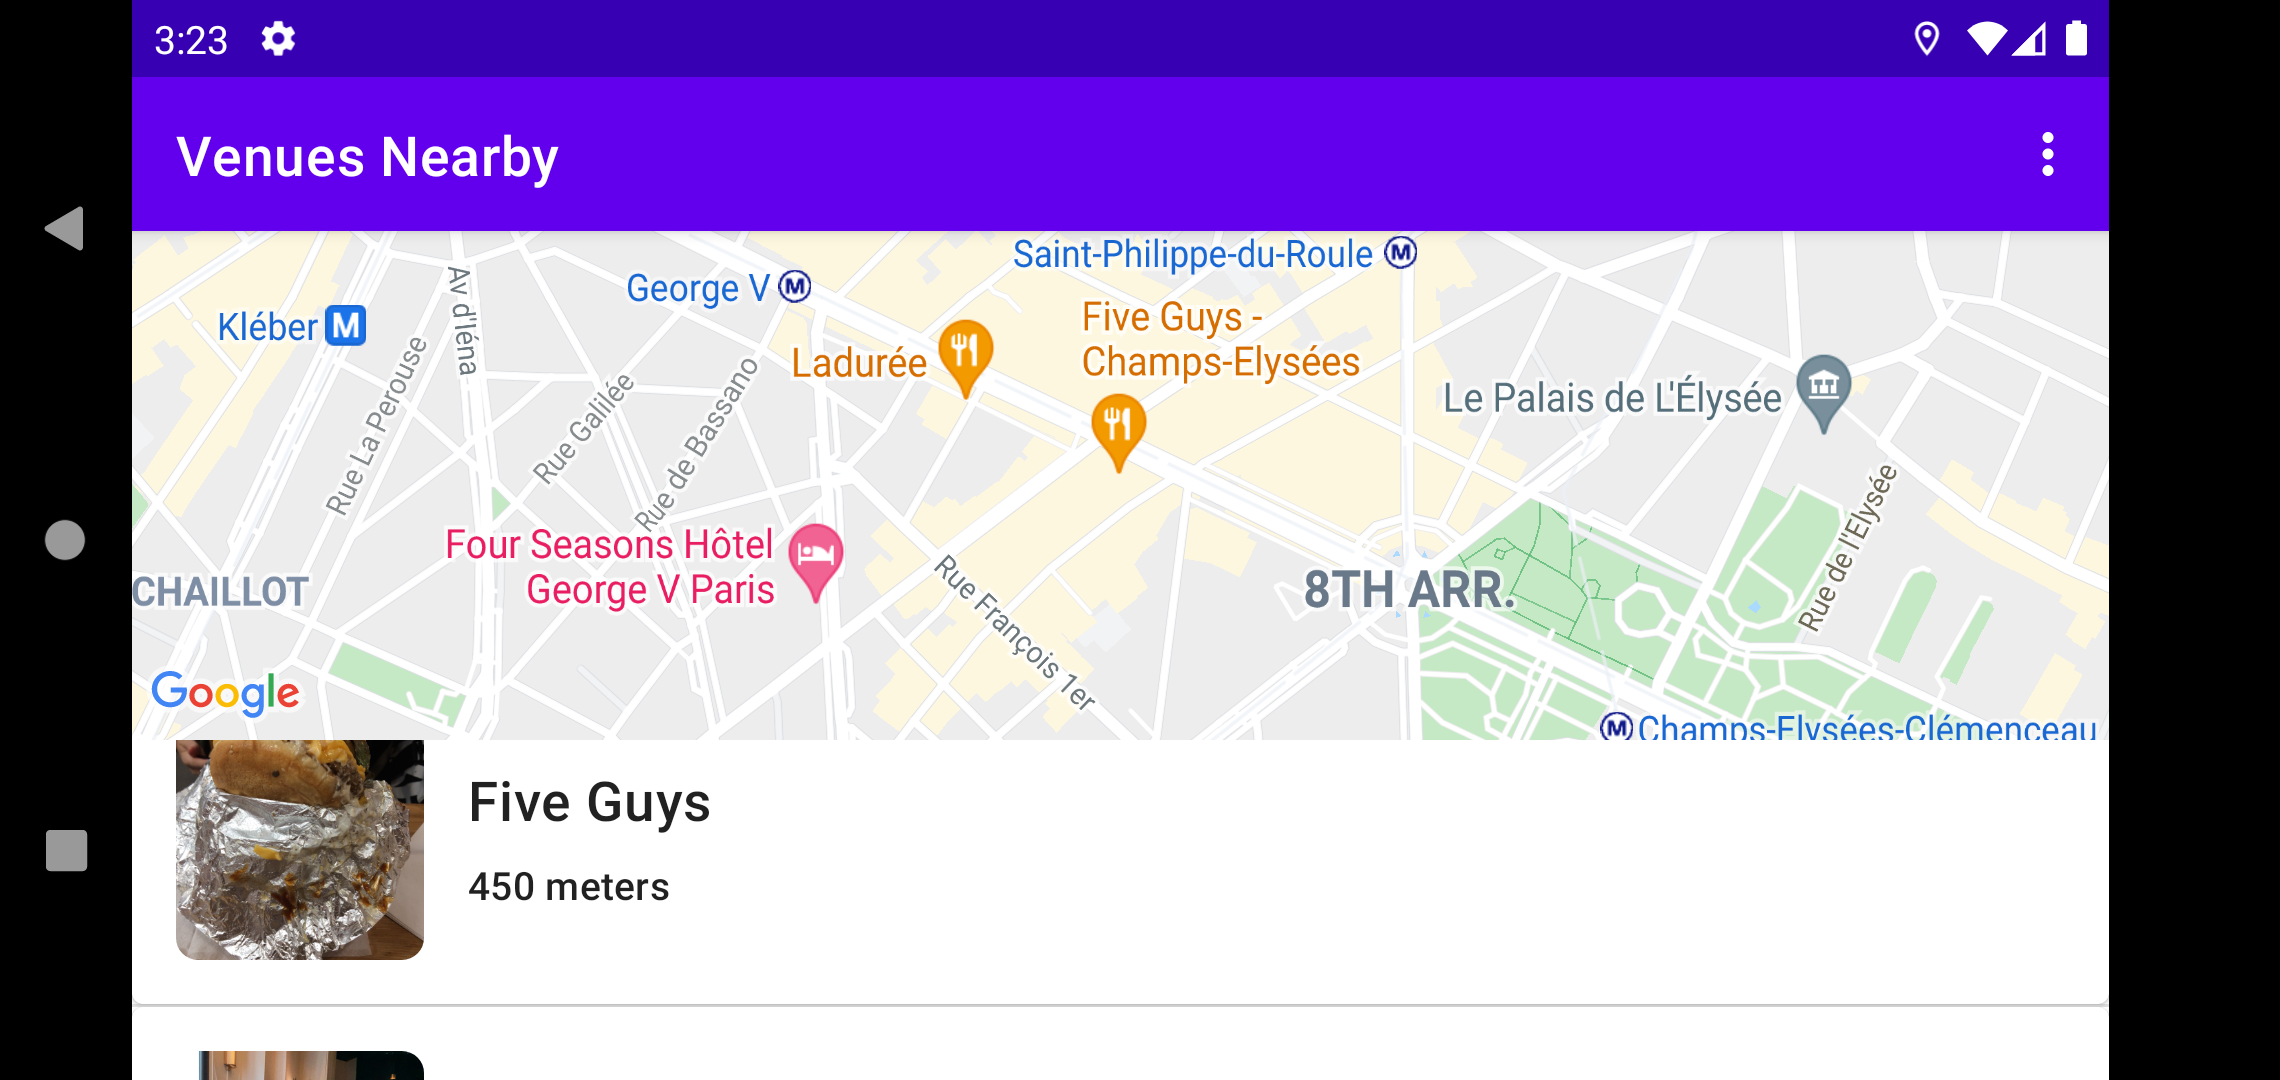 3:23
Venues Nearby
Saint-Philippe-du-Roule M
George V M
Kléber M
Av d'Iéna
Five Guys -
Champs-Elysées
Ladurée
Le Palais de L'Élysée
Rue La Perouse
Rue Galilée
Rue de Bassano
Four Seasons Hôtel
George V Paris
Rue de l'Elysée
CHAILLOT
8TH ARR.
Rue François 1er
Google
M Champs-Elysées-Clémenceau
Five Guys
450 meters